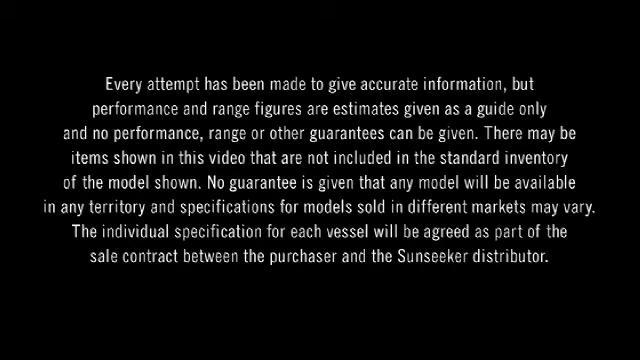 Every attempt has been made to give accurate information, but
performance and range figures are estimates given as a guide only
and no performance, range or other guarantees can be given. There may be
items shown in this video that are not included in the standard inventory
of the model shown. No guarantee is given that any model will be available
in any territory and specifications for models sold in different markets may vary.
The individual specification for each vessel will be agreed as part of the
sale contract between the purchaser and the Sunseeker distributor.